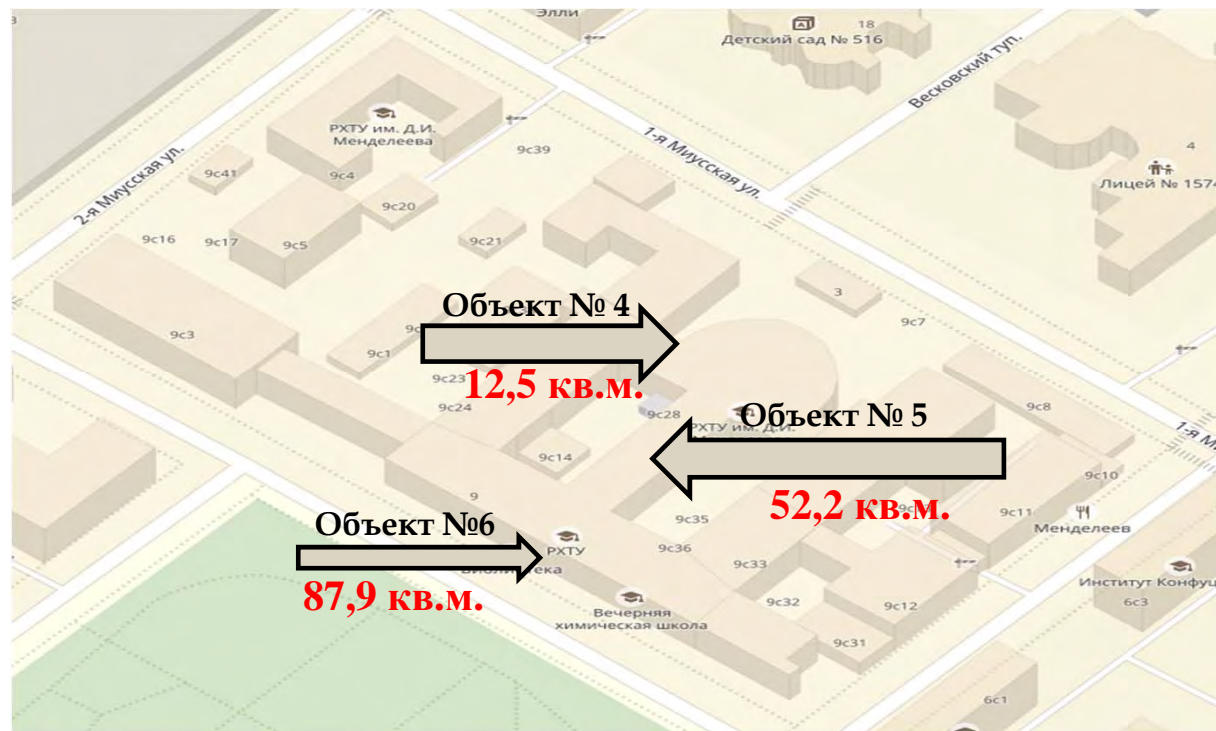 3
Элли
18
Детский сад № 516
Весковский туп.
РХТУ им. Д.И.
Менделеева
1-я Миусская ул.
9с39
4
Лицей № 1574
2-я Миусская ул.
9с41
9с4
9с20
9с16
9с17
9с5
9с21
Объект № 4
3
9с7
9с3
9с1
12,5 кв.м.
9с23
9с24
9с28
РХТУ им. Д.И.
Объект № 5
9с8
9с14
9с10
9
52,2 кв.м.
9с11
Менделеев
Объект №6
9с35
РХТУ
9с36
9с33
87,9 кв.м.
Вечерняя
химическая школа
9с32
9с12
Институт Конфуц
6с3
9с31
6с1